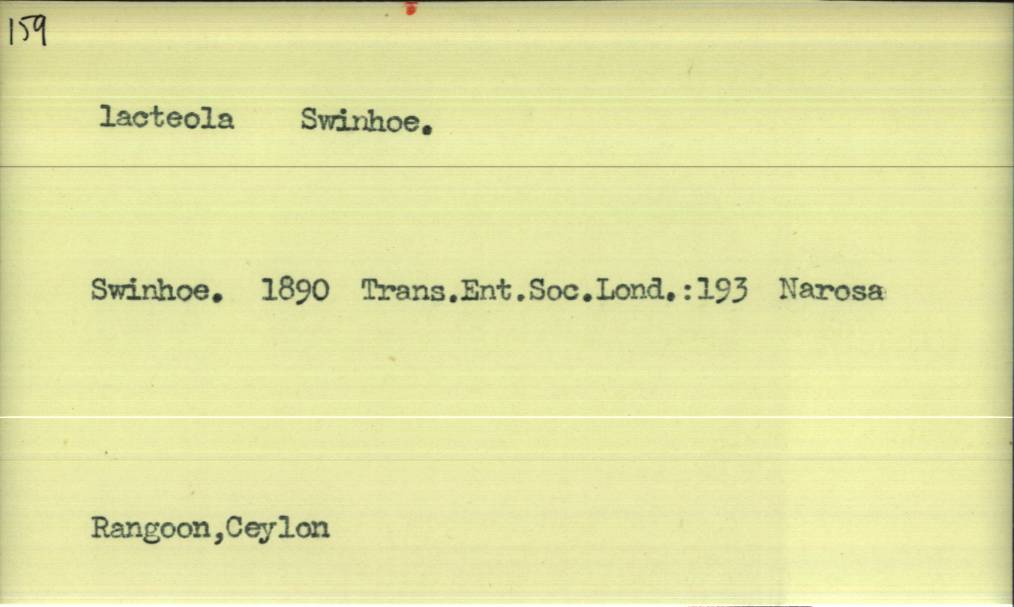 159
lacteola Swinhoe.
Swinhoe. 1890 Trans.Ent.Soc.Lond.:193 Narosa
Rangoon,Ceylon